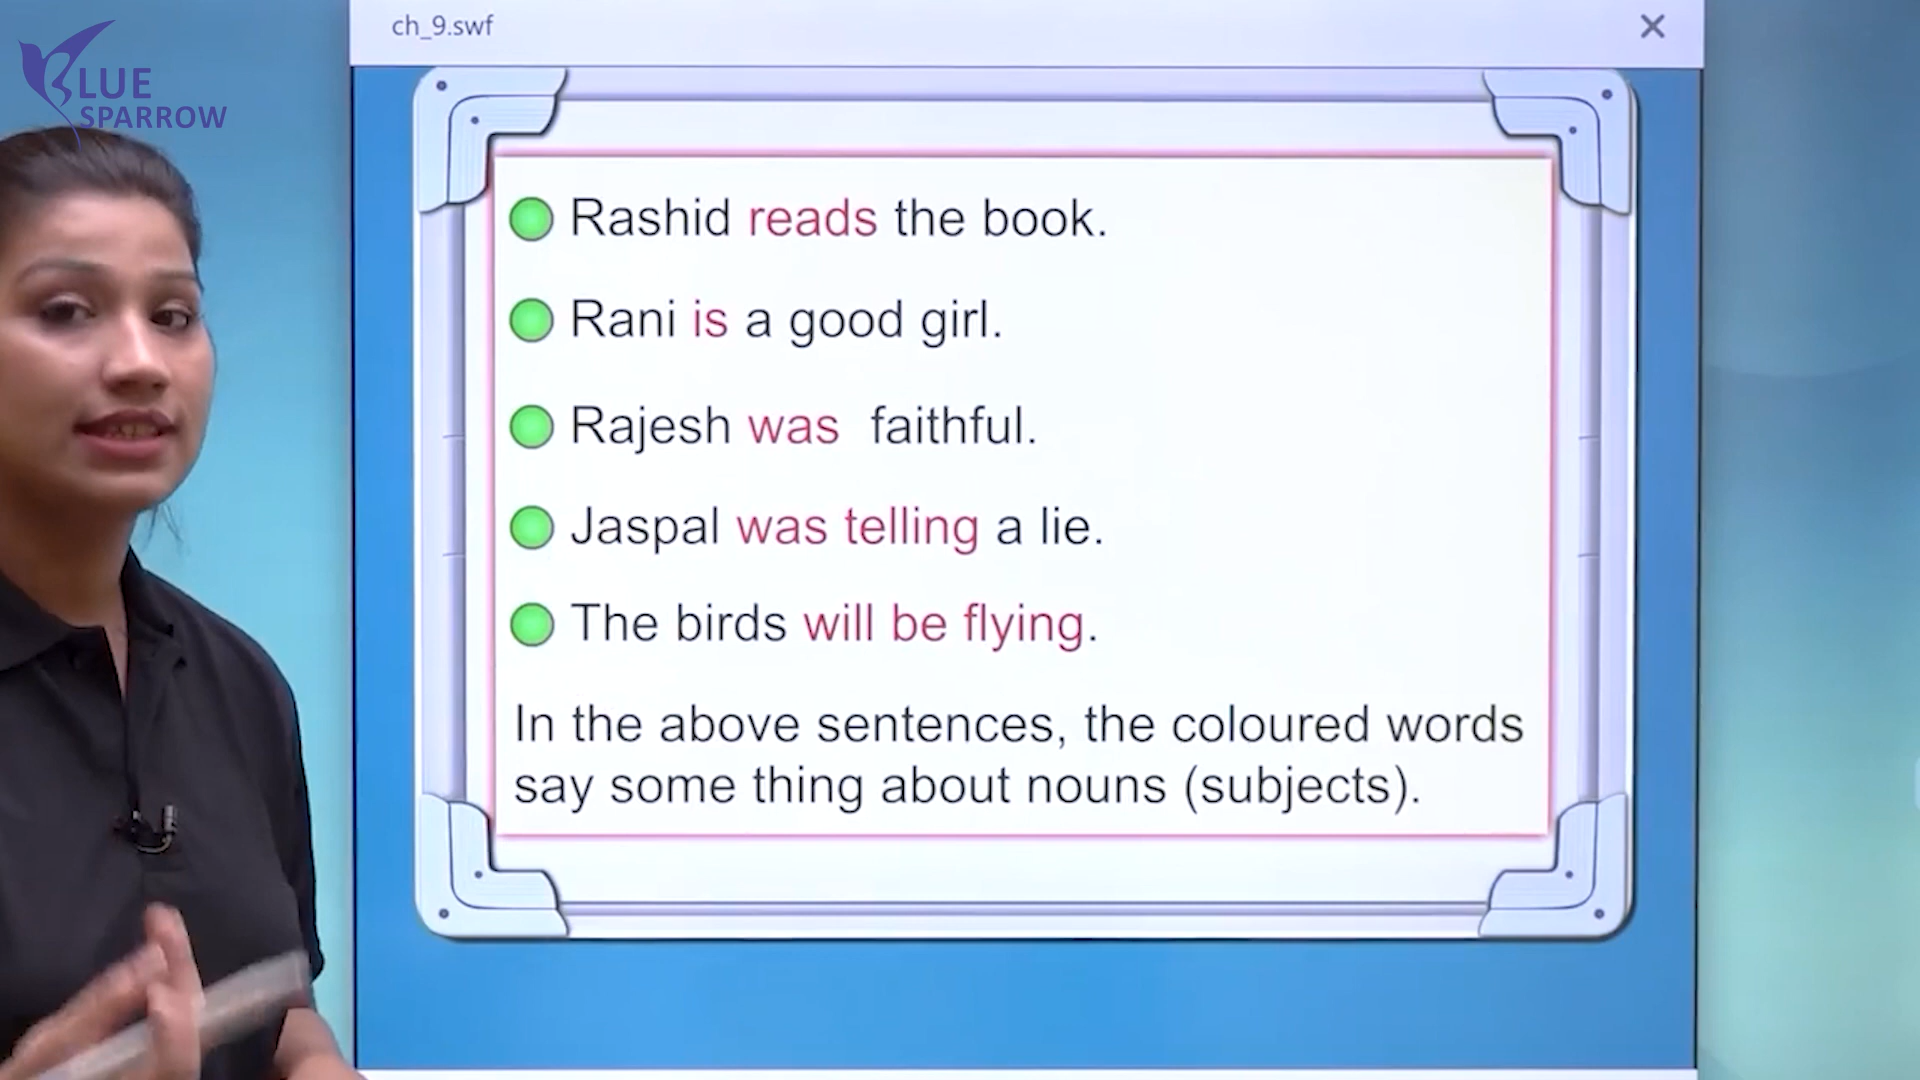 BLUE
SPARROW
ch_9.swf
Rashid reads the book.
Rani is a good girl.
Rajesh was faithful.
Jaspal was telling a lie.
The birds will be flying.
In the above sentences, the coloured words
say some thing about nouns (subjects).